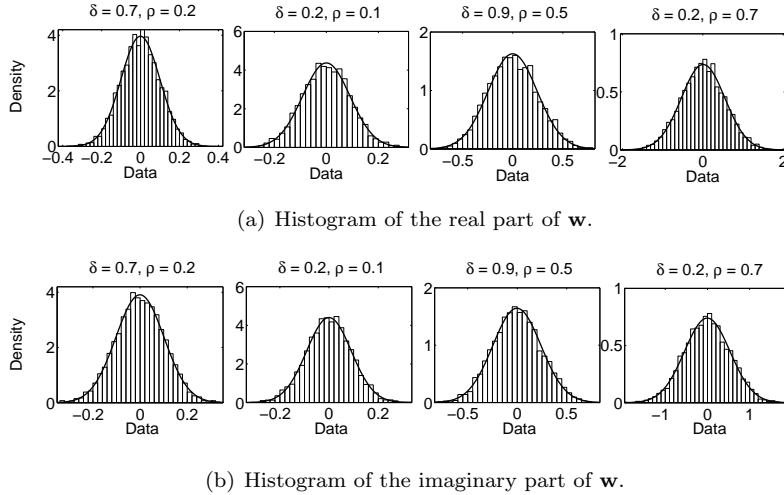 δ = 0.7, ρ = 0.2
δ = 0.2, ρ = 0.1
δ = 0.9, ρ = 0.5
δ = 0.2, ρ = 0.7
Density
4
2
0
−0.4 −0.2 0 0.2 0.4
Data
6
4
2
0
−0.2 0 0.2
Data
2
1
0
−0.5 0 0.5
Data
1
0.5
0
−2 −1 0 1 2
Data
(a) Histogram of the real part of w.
δ = 0.7, ρ = 0.2
δ = 0.2, ρ = 0.1
δ = 0.9, ρ = 0.5
δ = 0.2, ρ = 0.7
Density
4
2
0
−0.2 0 0.2
Data
6
4
2
0
−0.2 0 0.2
Data
2
1
0
−0.5 0 0.5
Data
1
0.5
0
−1 0 1
Data
(b) Histogram of the imaginary part of w.